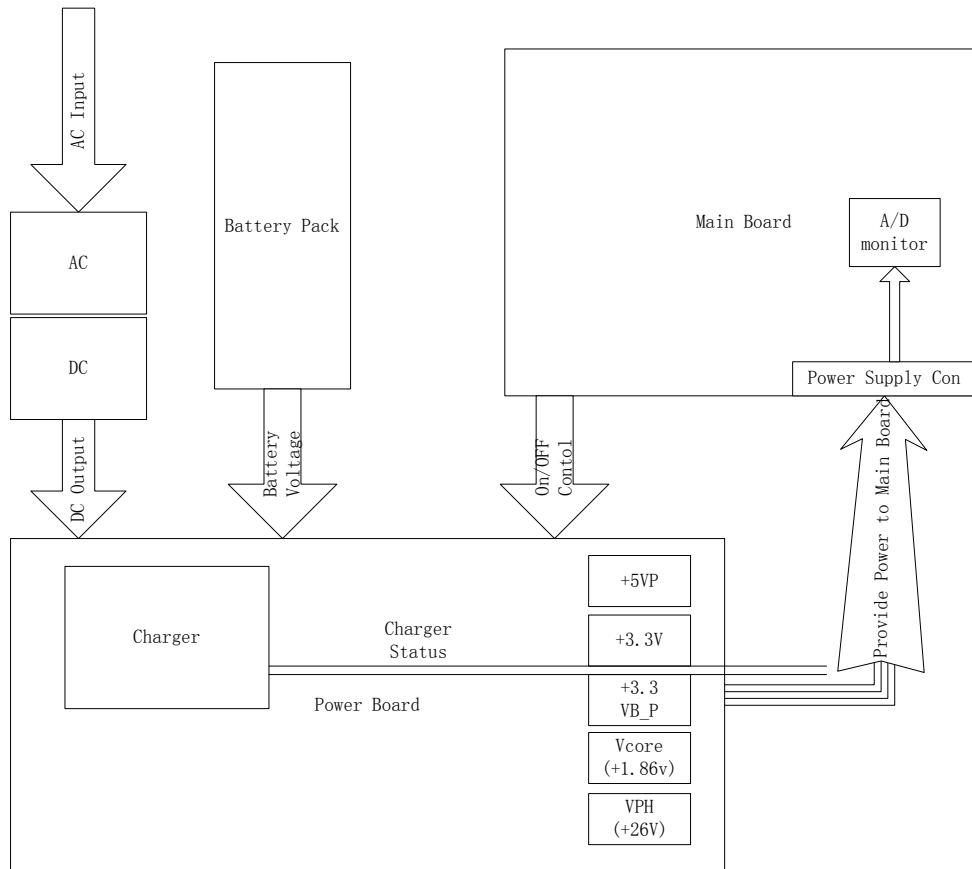 AC Input
Battery Pack
Main Board
A/D
monitor
AC
DC
Power Supply Con
DC Output
Battery
Voltage
On/OFF
Contol
Provide Power to Main Board
+5VP
Charger
Charger
Status
+3.3V
Power Board
+3.3
VB_P
Vcore
(+1.86v)
VPH
(+26V)